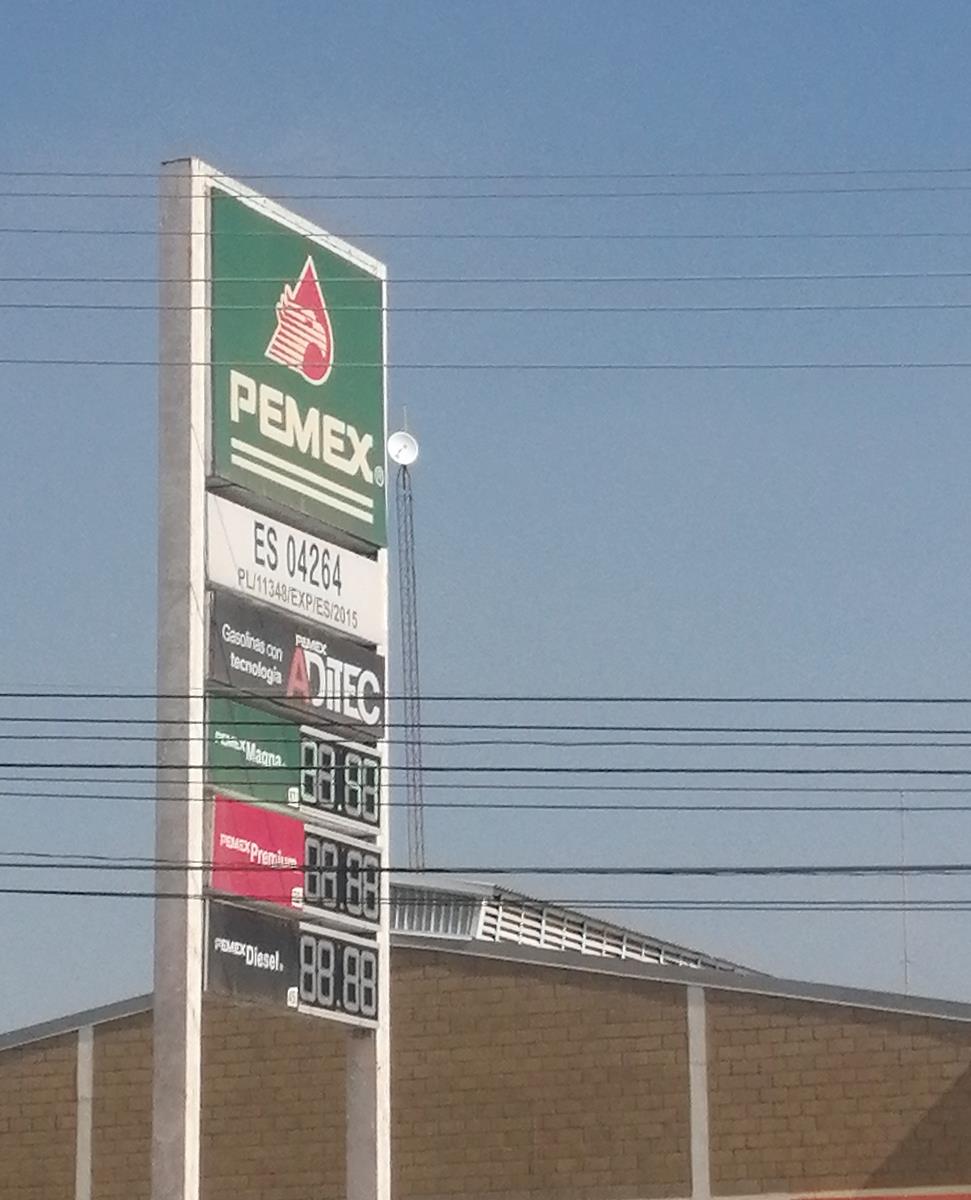 PEMEX®
ES 04264
PL/11348/EXP/ES/2015
Gasolinas con
tecnología
PEMEX
ADITEC
PEMEX Magna
88.88
PEMEX Premium
88.88
PEMEX Diesel
88.88